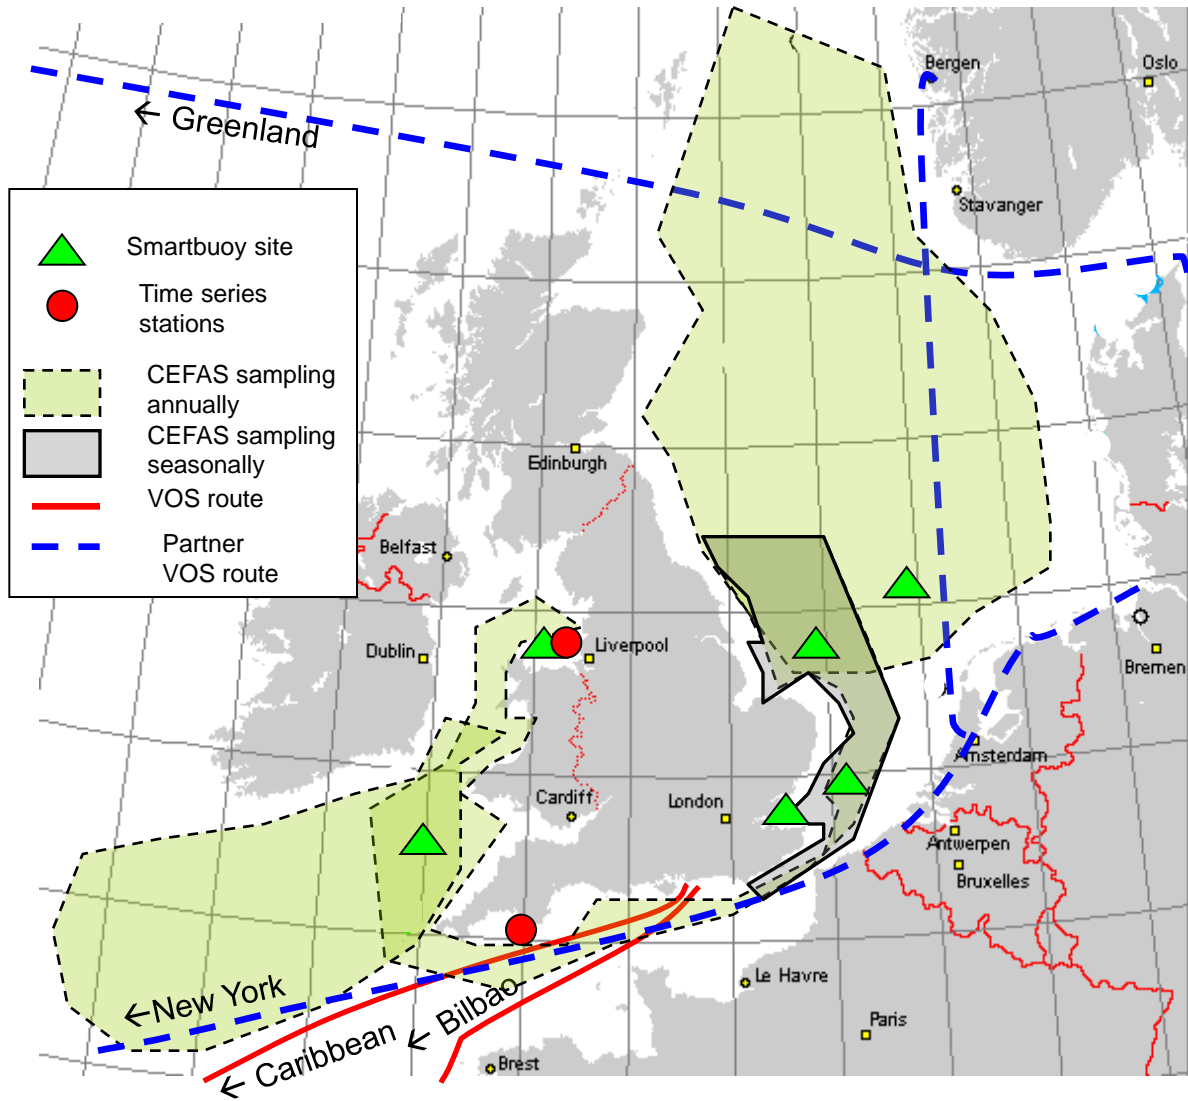 Bergen
Oslo
← Greenland
Stavanger
Smartbuoy site
Time series
stations
CEFAS sampling
annually
CEFAS sampling
seasonally
VOS route
Partner
VOS route
Edinburgh
Belfast
Dublin
Liverpool
Bremen
Amsterdam
Cardiff
London
Antwerpen
Bruxelles
←New York
← Bilbao
Le Havre
← Caribbean
Paris
Brest